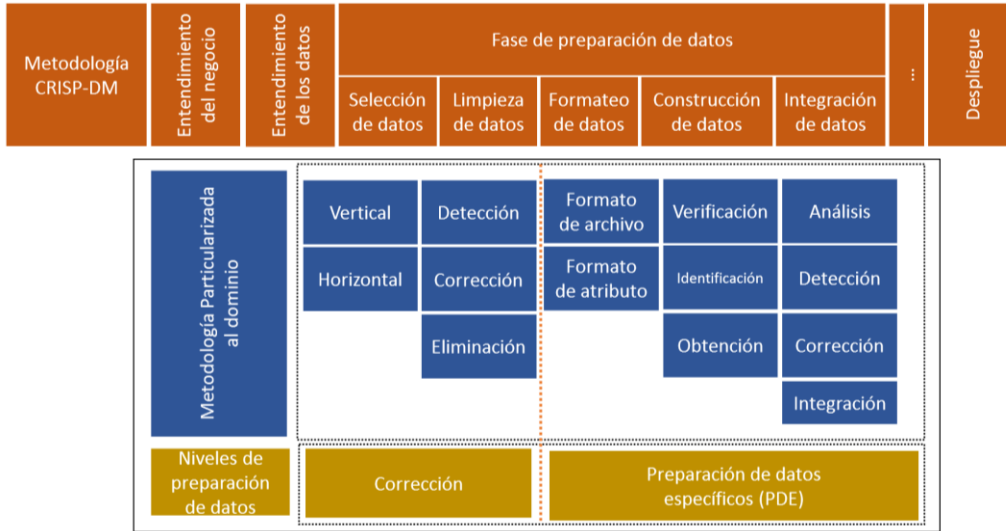 Metodología
CRISP-DM
Entendimiento
del negocio
Entendimiento
de los datos
Fase de preparación de datos
Selección
de datos
Limpieza
de datos
Formateo
de datos
Construcción
de datos
Integración
de datos
...
Despliegue
Metodología Particularizada
al dominio
Vertical
Horizontal
Detección
Corrección
Eliminación
Formato
de archivo
Formato
de atributo
Verificación
Identificación
Obtención
Análisis
Detección
Corrección
Integración
Niveles de
preparación
de datos
Corrección
Preparación de datos
específicos (PDE)